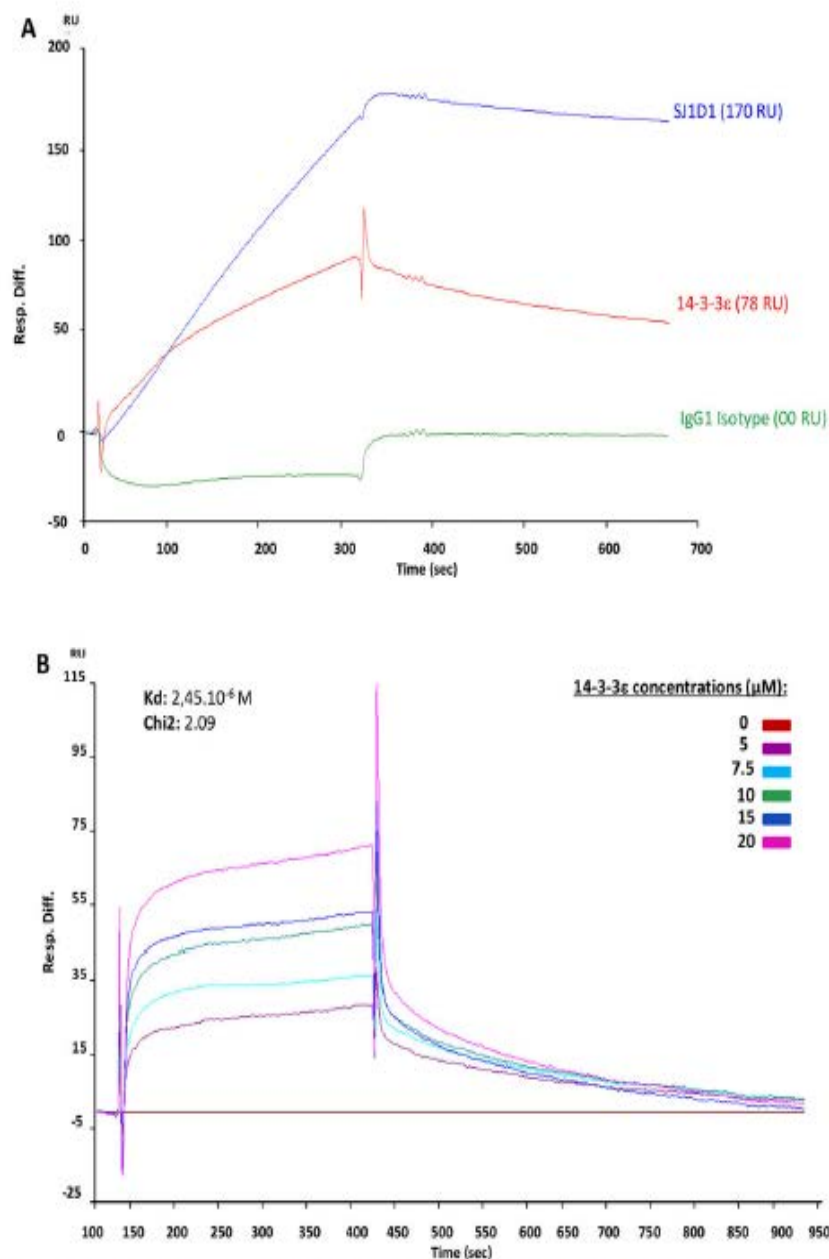 A
RU
200
150
100
50
0
-50
Resp. Diff.
SJ1D1 (170 RU)
14-3-3ε (78 RU)
IgG1 Isotype (00 RU)
0 100 200 300 400 500 600 700
Time (sec)
B
RU
115
95
75
55
35
15
-5
-25
Resp. Diff.
Kd: 2,45.10⁻⁶ M
Chi2: 2.09
14-3-3ε concentrations (µM):
0
5
7.5
10
15
20
100 150 200 250 300 350 400 450 500 550 600 650 700 750 800 850 900 950
Time (sec)